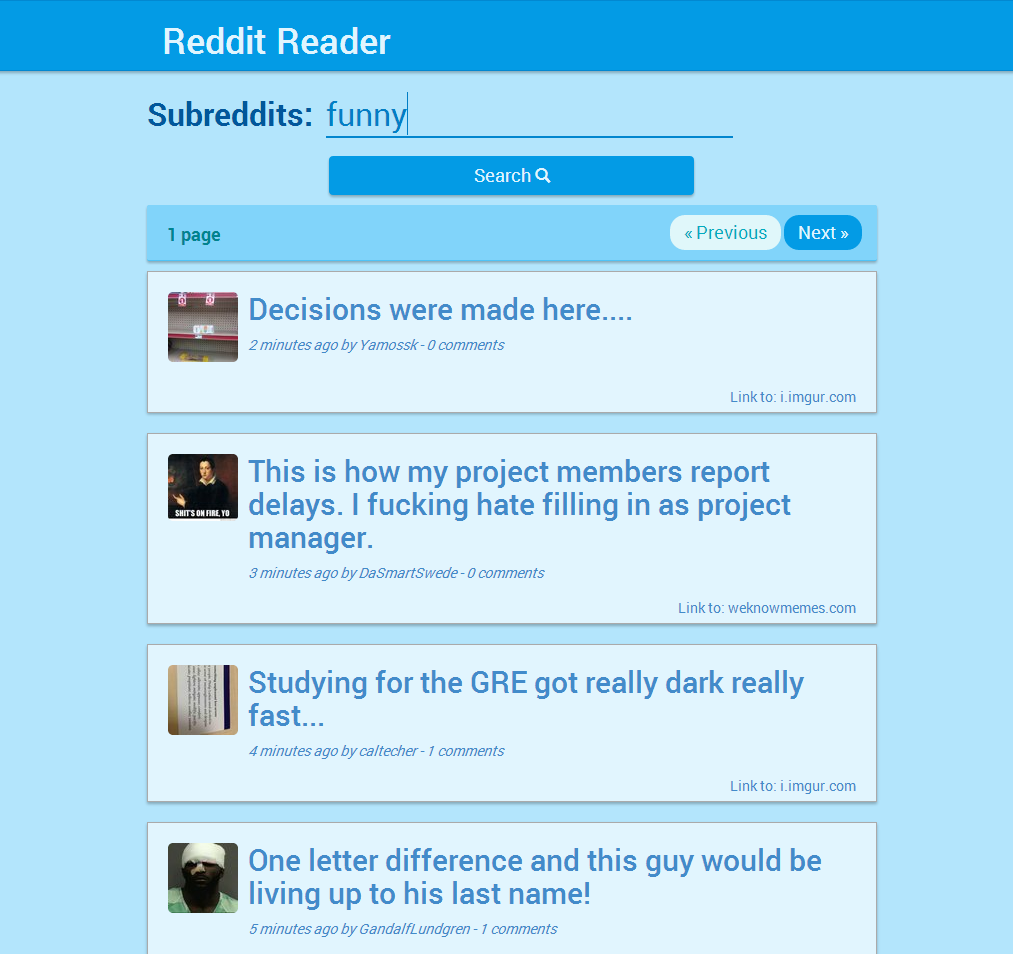 Reddit Reader
Subreddits: funny
Search
1 page
« Previous Next »
Decisions were made here....
2 minutes ago by Yamossk - 0 comments
Link to: i.imgur.com
This is how my project members report
delays. I fucking hate filling in as project
manager.
SHIT'S ON FIRE, YO
3 minutes ago by DaSmartSwede - 0 comments
Link to: weknowmemes.com
Studying for the GRE got really dark really
fast...
4 minutes ago by caltecher - 1 comments
Link to: i.imgur.com
One letter difference and this guy would be
living up to his last name!
5 minutes ago by GandalfLundgren - 1 comments